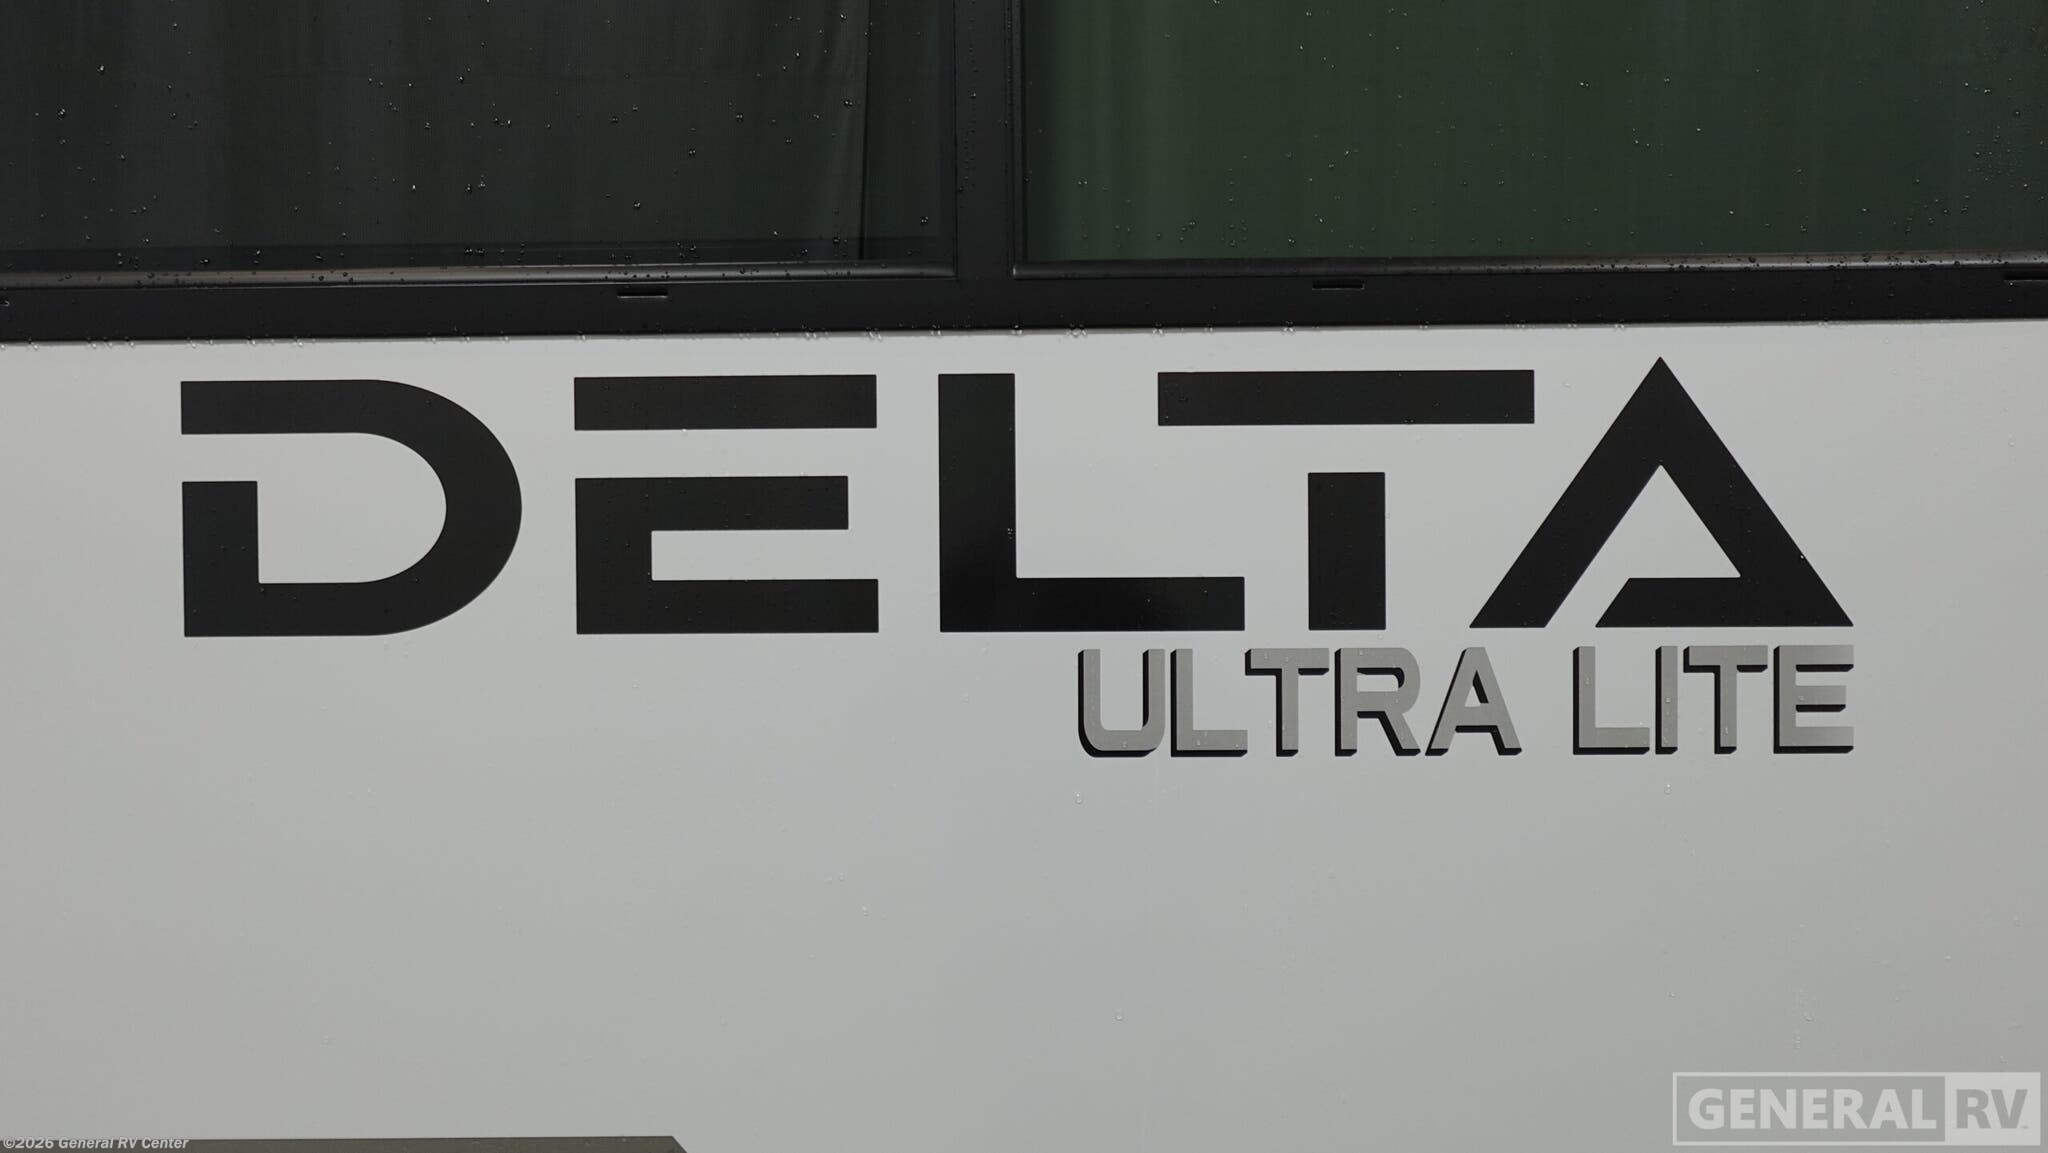 DELTA
ULTRA LITE
GENERAL RV
©2026 General RV Center